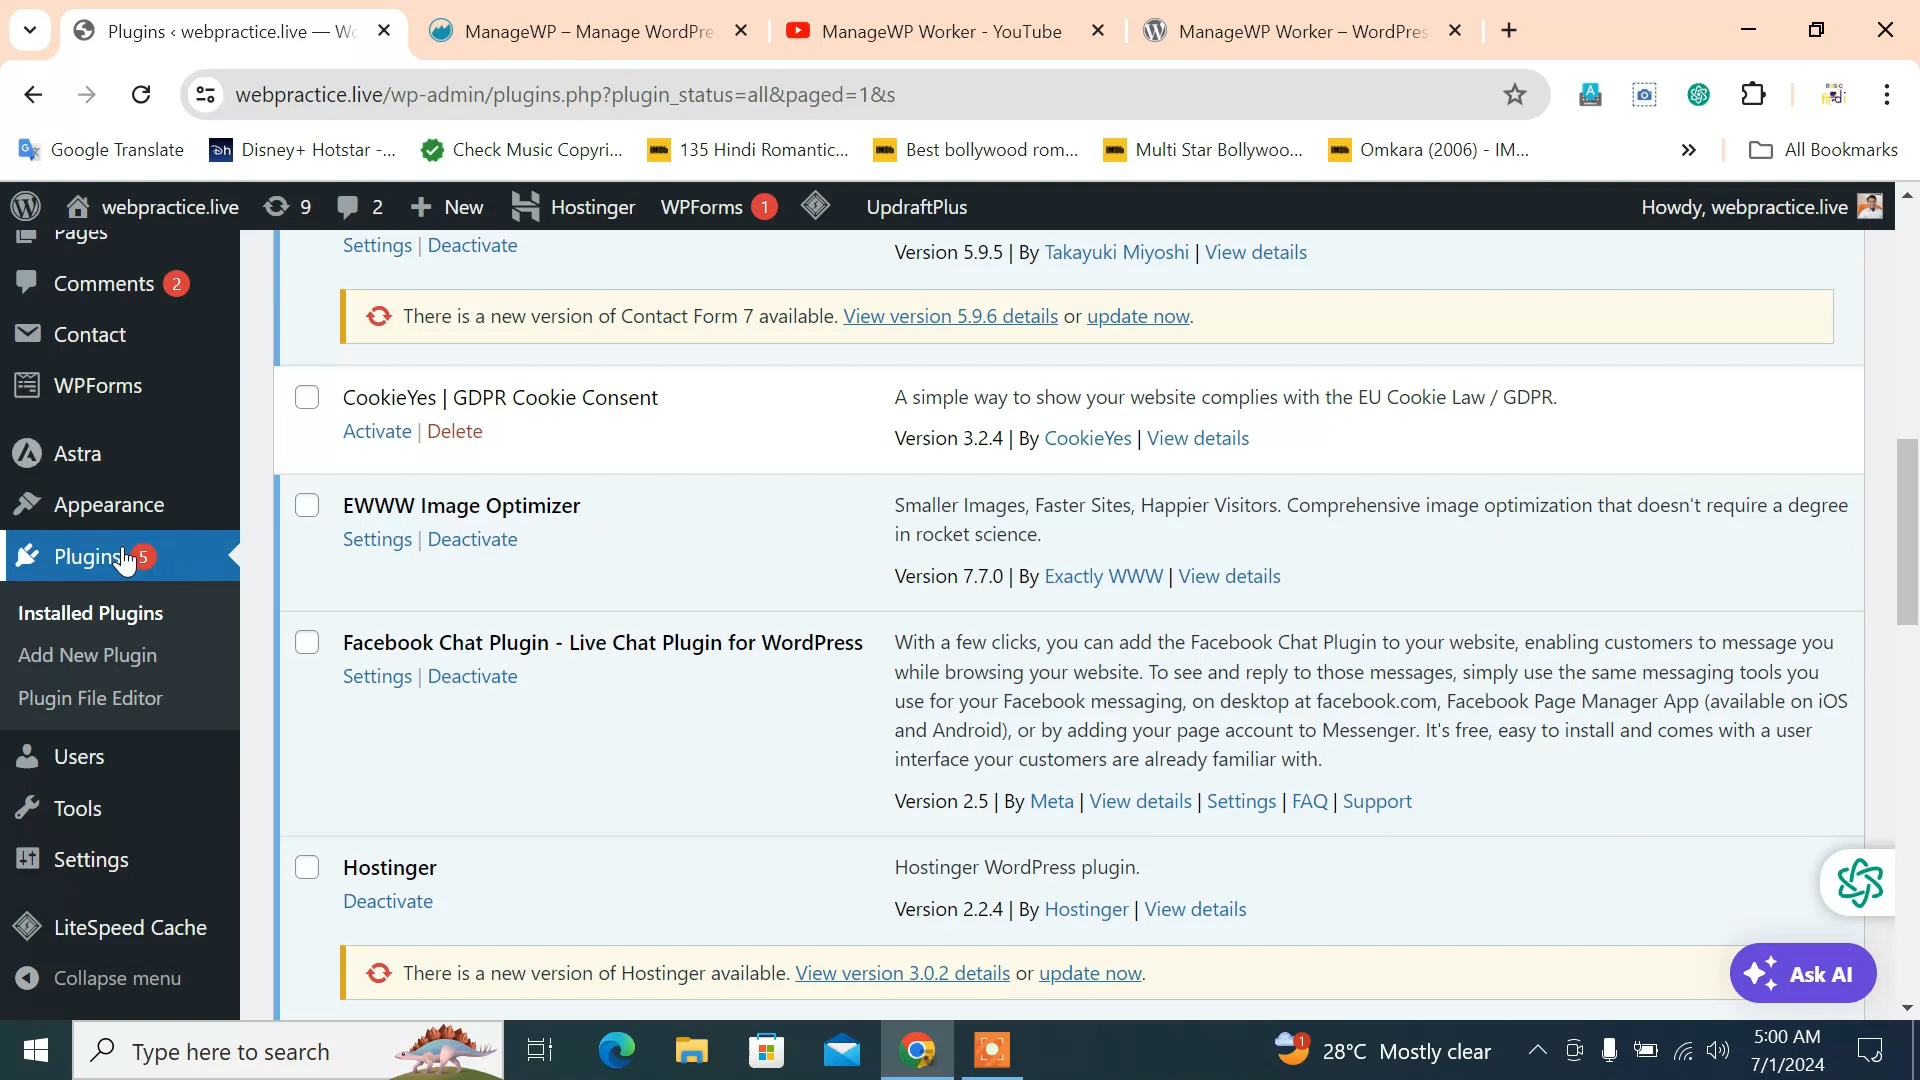 Plugins ‹ webpractice.live — Wo
ManageWP – Manage WordPre
YouTube ManageWP Worker - YouTube
ManageWP Worker – WordPres
webpractice.live/wp-admin/plugins.php?plugin_status=all&paged=1&s
Google Translate
Disney+ Hotstar -...
Check Music Copyri...
135 Hindi Romantic...
Best bollywood rom...
Multi Star Bollywoo...
Omkara (2006) - IM...
All Bookmarks
webpractice.live
9
2
New
Hostinger
WPForms 1
UpdraftPlus
Howdy, webpractice.live
Pages
Comments 2
Contact
WPForms
Astra
Appearance
Plugins 5
Installed Plugins
Add New Plugin
Plugin File Editor
Users
Tools
Settings
LiteSpeed Cache
Collapse menu
Settings | Deactivate
Version 5.9.5 | By Takayuki Miyoshi | View details
There is a new version of Contact Form 7 available. View version 5.9.6 details or update now.
CookieYes | GDPR Cookie Consent
Activate | Delete
A simple way to show your website complies with the EU Cookie Law / GDPR.
Version 3.2.4 | By CookieYes | View details
EWWW Image Optimizer
Settings | Deactivate
Smaller Images, Faster Sites, Happier Visitors. Comprehensive image optimization that doesn't require a degree
in rocket science.
Version 7.7.0 | By Exactly WWW | View details
Facebook Chat Plugin - Live Chat Plugin for WordPress
Settings | Deactivate
With a few clicks, you can add the Facebook Chat Plugin to your website, enabling customers to message you
while browsing your website. To see and reply to those messages, simply use the same messaging tools you
use for your Facebook messaging, on desktop at facebook.com, Facebook Page Manager App (available on iOS
and Android), or by adding your page account to Messenger. It's free, easy to install and comes with a user
interface your customers are already familiar with.
Version 2.5 | By Meta | View details | Settings | FAQ | Support
Hostinger
Deactivate
Hostinger WordPress plugin.
Version 2.2.4 | By Hostinger | View details
There is a new version of Hostinger available. View version 3.0.2 details or update now.
Ask AI
Type here to search
1
28°C Mostly clear
5:00 AM
7/1/2024